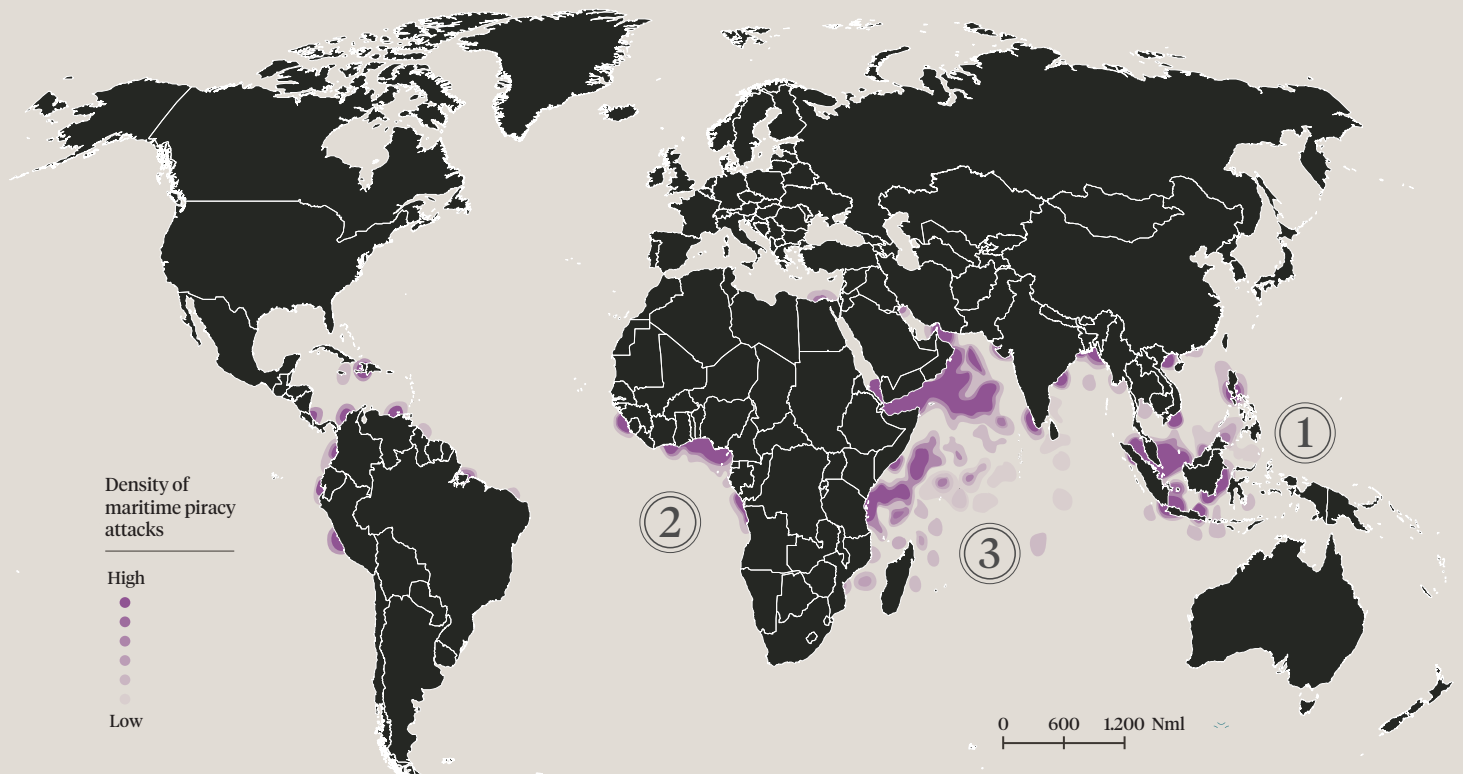 1
2
3
Density of
maritime piracy
attacks
High
Low
0 600 1.200 Nml